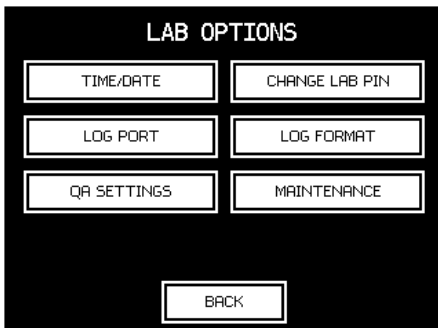 LAB OPTIONS
TIME/DATE
CHANGE LAB PIN
LOG PORT
LOG FORMAT
QA SETTINGS
MAINTENANCE
BACK